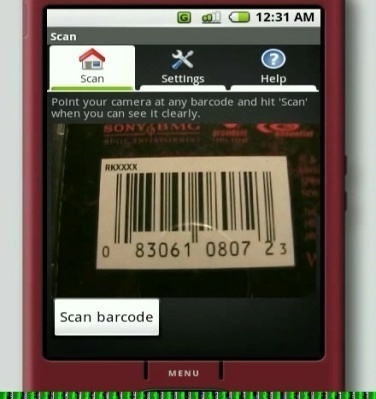 12:31 AM
Scan
Scan Settings Help
Point your camera at any barcode and hit 'Scan'
when you can see it clearly.
SONY BMG
RKXXXX
0 83061 0807 2 3
Scan barcode
MENU